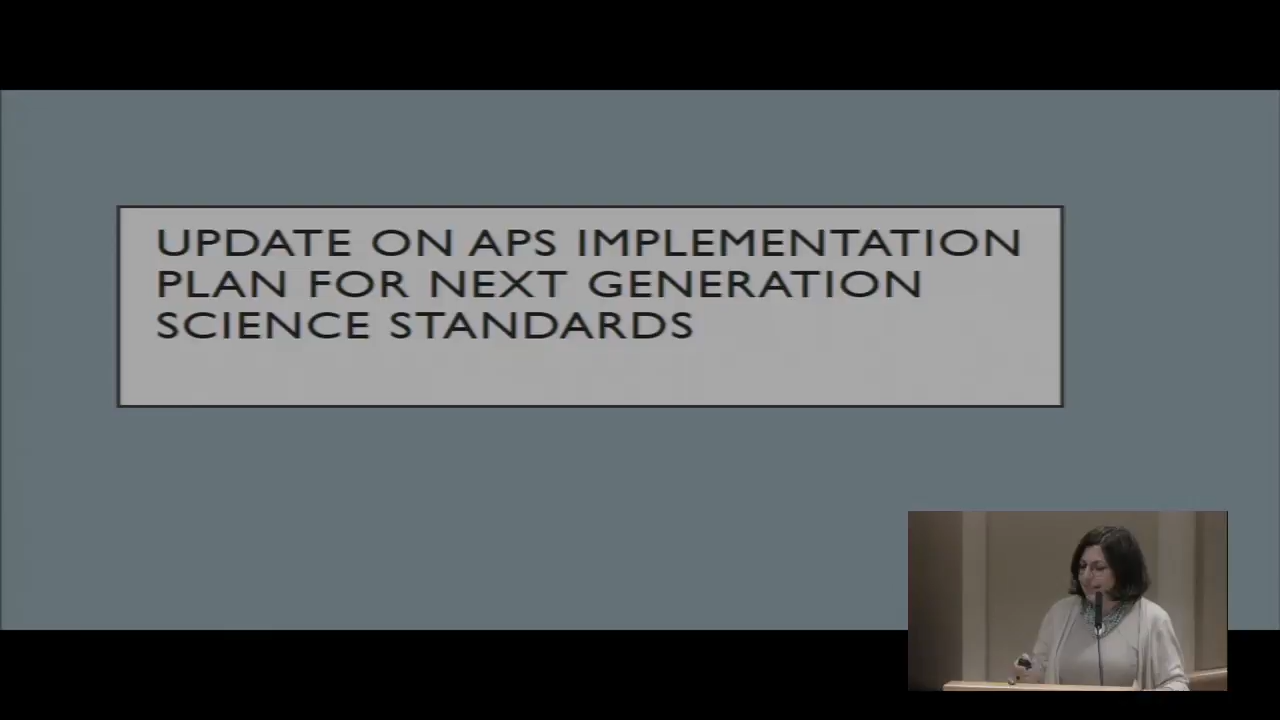 UPDATE ON APS IMPLEMENTATION
PLAN FOR NEXT GENERATION
SCIENCE STANDARDS